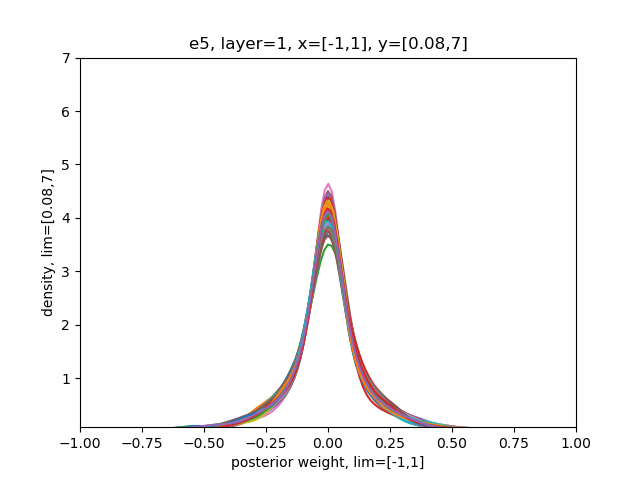 e5, layer=1, x=[-1,1], y=[0.08,7]
7
6
5
4
3
2
1
density, lim=[0.08,7]
−1.00 −0.75 −0.50 −0.25 0.00 0.25 0.50 0.75 1.00
posterior weight, lim=[-1,1]